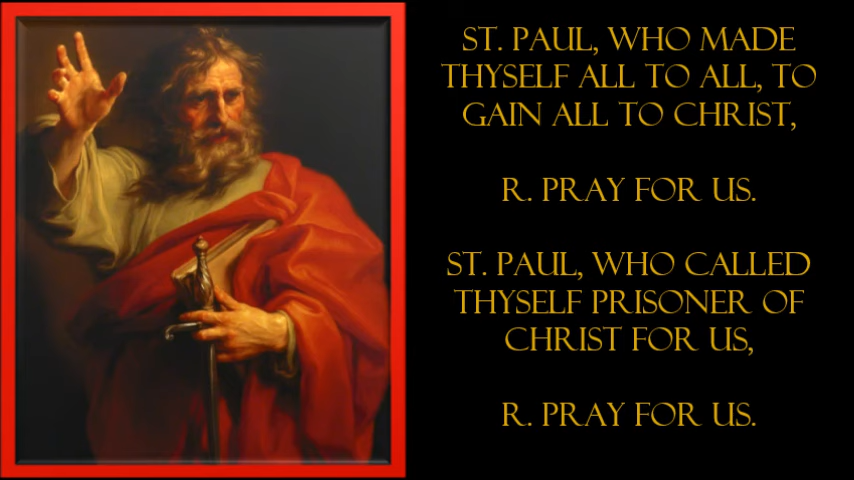 ST. PAUL, WHO MADE
THYSELF ALL TO ALL, TO
GAIN ALL TO CHRIST,
R. PRAY FOR US.
ST. PAUL, WHO CALLED
THYSELF PRISONER OF
CHRIST FOR US,
R. PRAY FOR US.